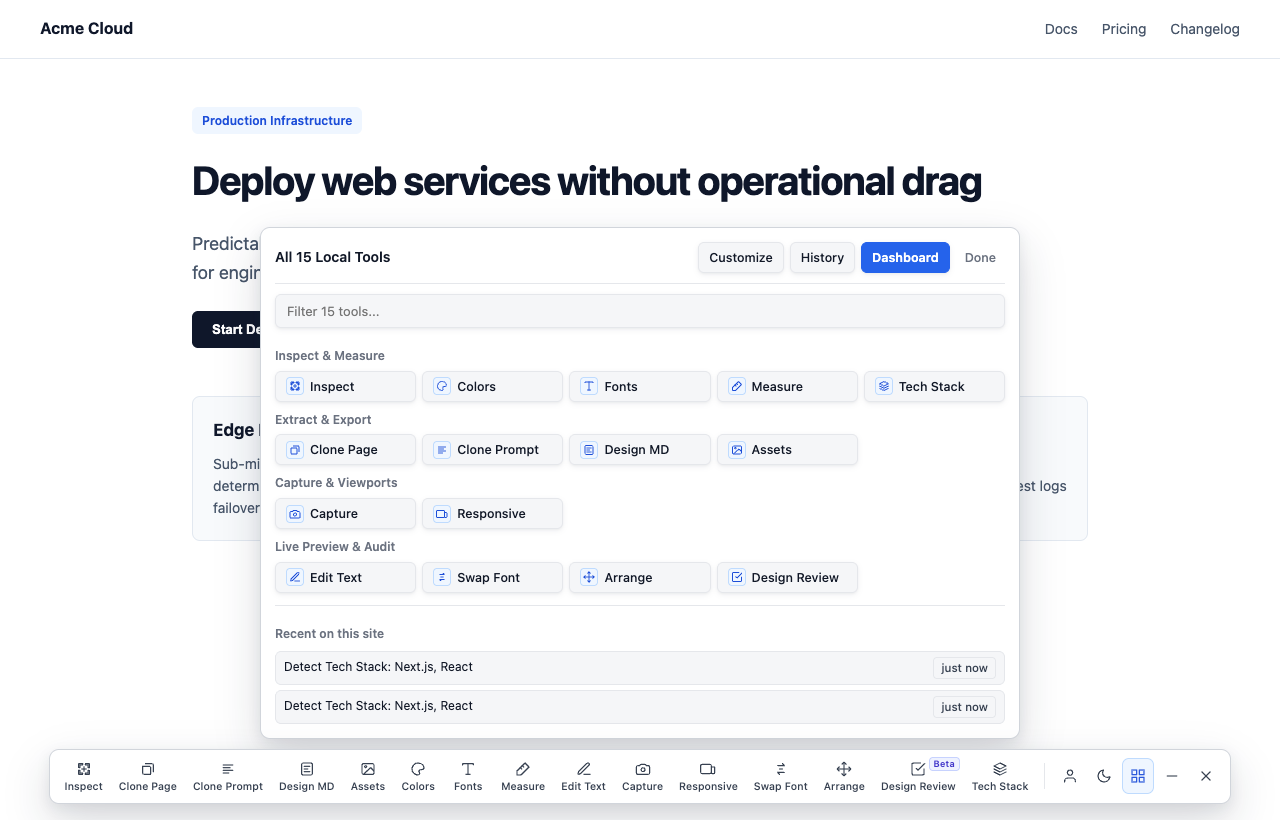 Acme Cloud
Docs Pricing Changelog
Production Infrastructure
Deploy web services without operational drag
Predicta
for engin
Start De
Edge
Sub-mi
determ
failover
est logs
All 15 Local Tools
Customize History Dashboard Done
Filter 15 tools...
Inspect & Measure
Inspect Colors Fonts Measure Tech Stack
Extract & Export
Clone Page Clone Prompt Design MD Assets
Capture & Viewports
Capture Responsive
Live Preview & Audit
Edit Text Swap Font Arrange Design Review
Recent on this site
Detect Tech Stack: Next.js, React just now
Detect Tech Stack: Next.js, React just now
Beta
Inspect Clone Page Clone Prompt Design MD Assets Colors Fonts Measure Edit Text Capture Responsive Swap Font Arrange Design Review Tech Stack